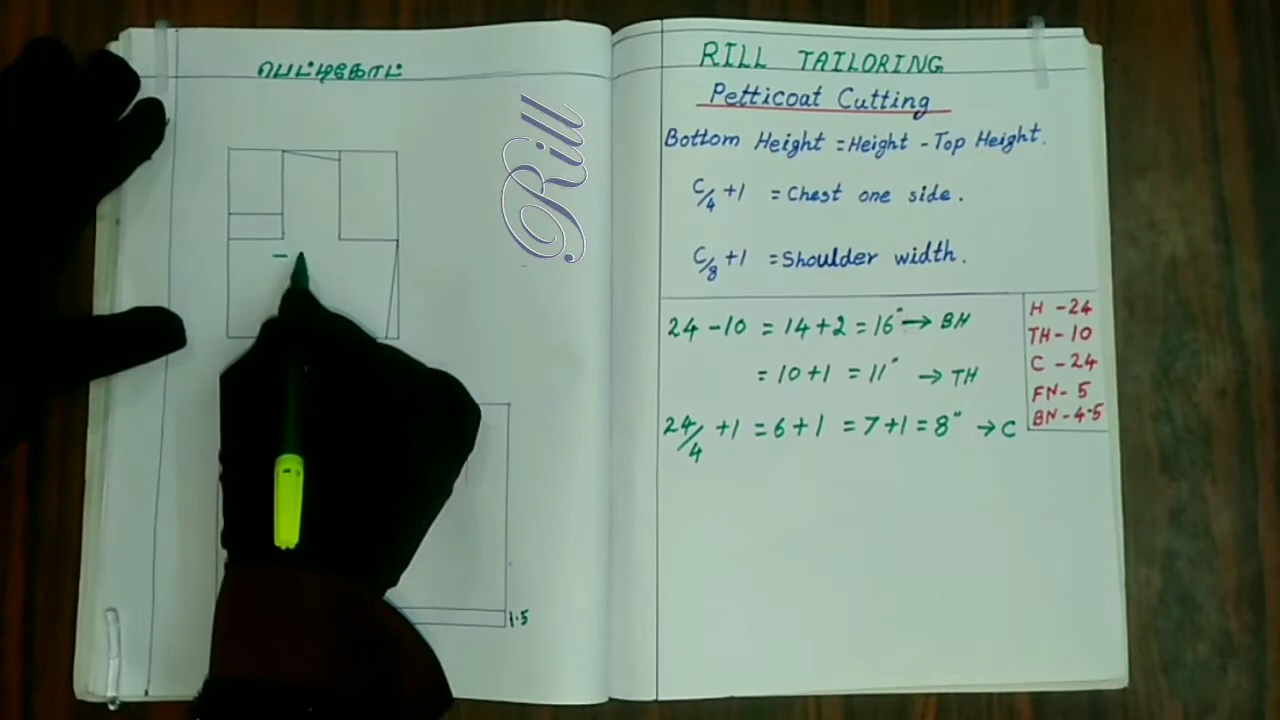 பெட்டிகோட்
Rill
1.5
RILL TAILORING
Petticoat Cutting
Bottom Height = Height - Top Height.
C/4 +1 = Chest one side.
C/8 +1 = Shoulder width.
24 -10 = 14+2 = 16" → BH
= 10+1 = 11" → TH
24/4 +1 = 6+1 = 7+1 = 8" → C
H -24
TH- 10
C -24
FN- 5
BN -4.5